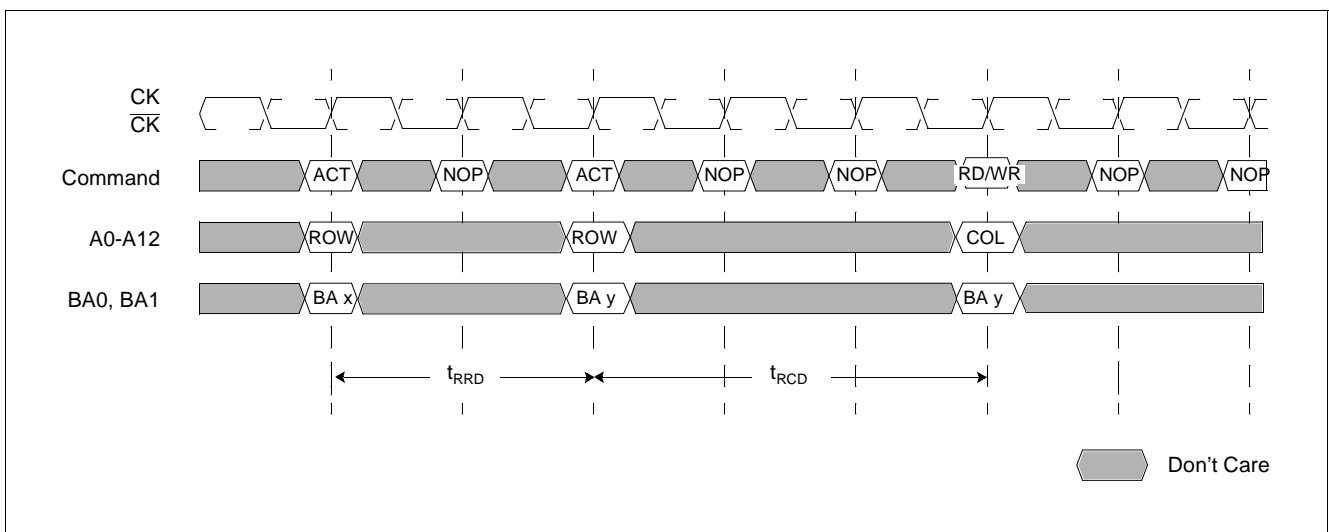 CK
CK
Command ACT NOP ACT NOP NOP RD/WR NOP NOP
A0-A12 ROW ROW COL
BA0, BA1 BA x BA y BA y
tRRD tRCD
Don't Care